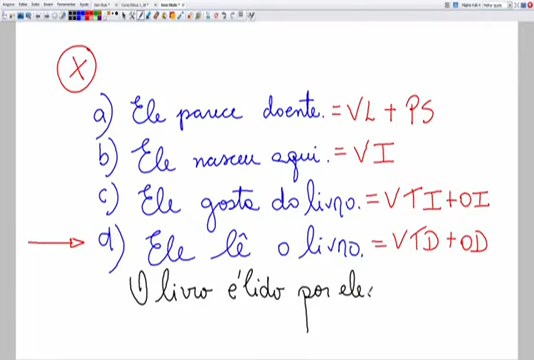 X
a) Ele parece doente. = VL + PS
b) Ele nasceu aqui. = VI
c) Ele gosta do livro. = VTI + OI
d) Ele lê o livro. = VTD + OD
O livro é lido por ele.